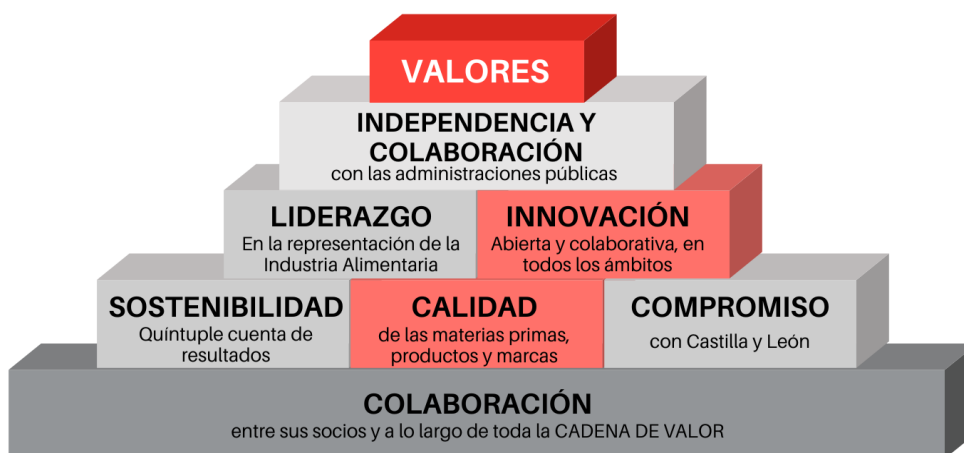 VALORES
INDEPENDENCIA Y
COLABORACIÓN
con las administraciones públicas
LIDERAZGO
En la representación de la
Industria Alimentaria
INNOVACIÓN
Abierta y colaborativa, en
todos los ámbitos
SOSTENIBILIDAD
Quíntuple cuenta de
resultados
CALIDAD
de las materias primas,
productos y marcas
COMPROMISO
con Castilla y León
COLABORACIÓN
entre sus socios y a lo largo de toda la CADENA DE VALOR